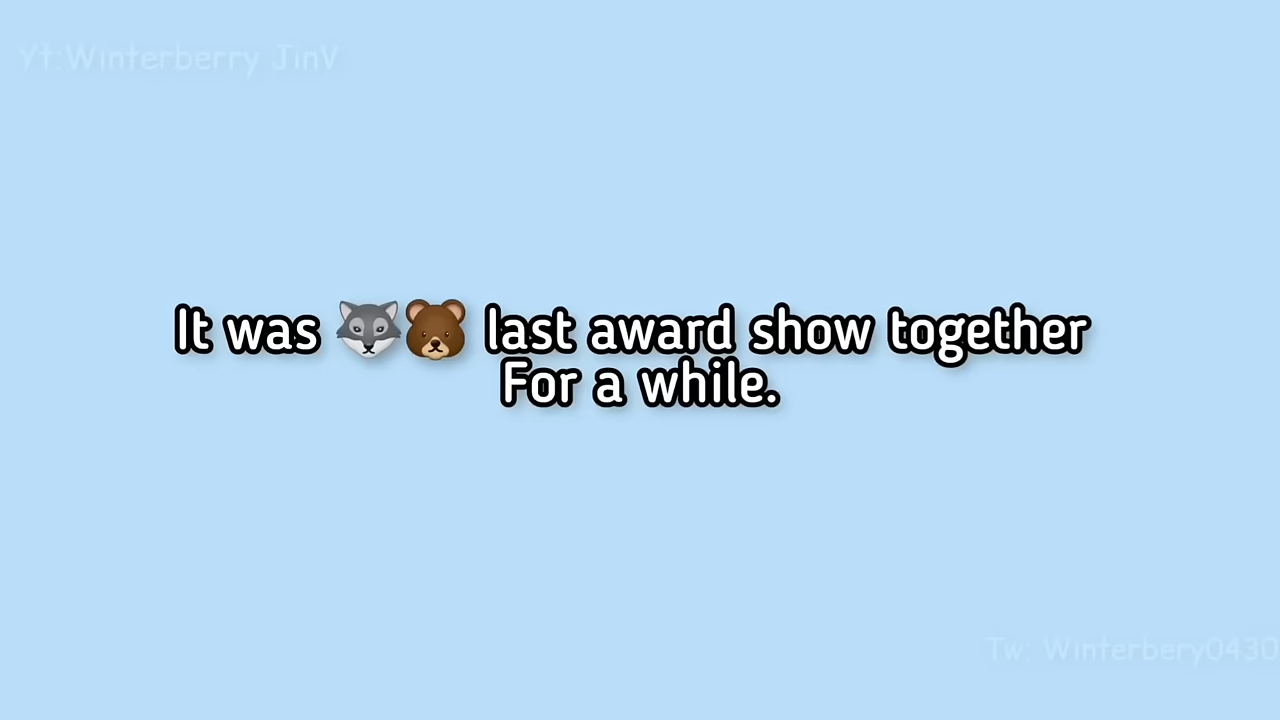 Yt:Winterberry JinV
It was 🐺🐻 last award show together
For a while.
Tw: Winterbery0430